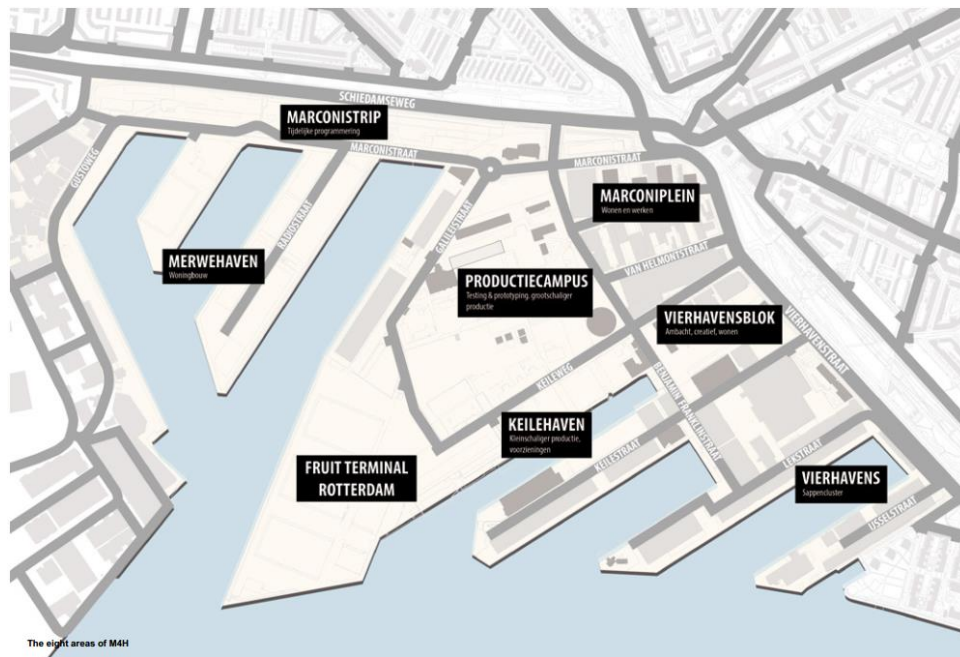 SCHIEDAMSEWEG
MARCONISTRIP
Tijdelijke programmering
MARCONISTRAAT
MARCONISTRAAT
GUSTOWEG
MARCONIPLEIN
Wonen en werken
RADIOSTRAAT
GALILEISTRAAT
MERWEHAVEN
Woningbouw
VAN HELMONTSTRAAT
PRODUCTIECAMPUS
Testing & prototyping, grootschaliger
productie
VIERHAVENSBLOK
Ambacht, creatief, wonen
VIERHAVENSTRAAT
KEILEWEG
BENJAMIN FRANKLINSTRAAT
KEILEHAVEN
Kleinschaliger productie,
voorzieningen
KEILESTRAAT
LEKSTRAAT
FRUIT TERMINAL
ROTTERDAM
VIERHAVENS
Sappencluster
IJSSELSTRAAT
The eight areas of M4H